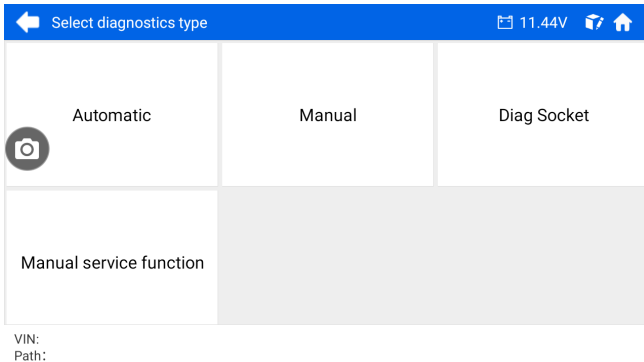 Select diagnostics type
11.44V
Automatic
Manual
Diag Socket
Manual service function
VIN:
Path：